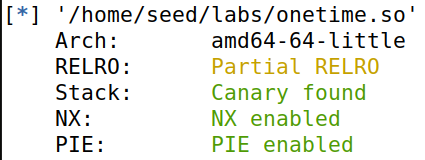 [*] '/home/seed/labs/onetime.so'
    Arch:       amd64-64-little
    RELRO:      Partial RELRO
    Stack:      Canary found
    NX:         NX enabled
    PIE:        PIE enabled